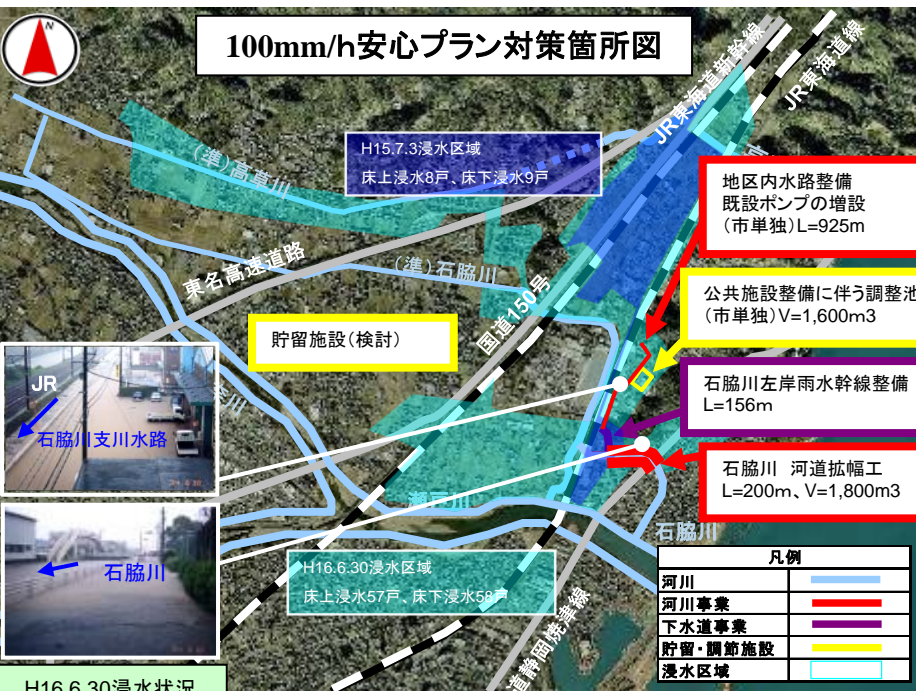 N
100mm/h安心プラン対策箇所図
JR東海道新幹線
JR東海道線
H15.7.3浸水区域
床上浸水8戸、床下浸水9戸
(準)高草川
高
地区内水路整備
既設ポンプの増設
(市単独)L=925m
東名高速道路
(準)石脇川
国道150号
公共施設整備に伴う調整池
(市単独)V=1,600m3
貯留施設(検討)
JR
石脇川支川水路
川
石脇川左岸雨水幹線整備
L=156m
石脇川 河道拡幅工
L=200m、V=1,800m3
瀬戸川
石脇川
石脇川
H16.6.30浸水区域
床上浸水57戸、床下浸水58戸
道静岡焼津線
凡例
河川
河川事業
下水道事業
貯留・調節施設
浸水区域
H16.6.30浸水状況